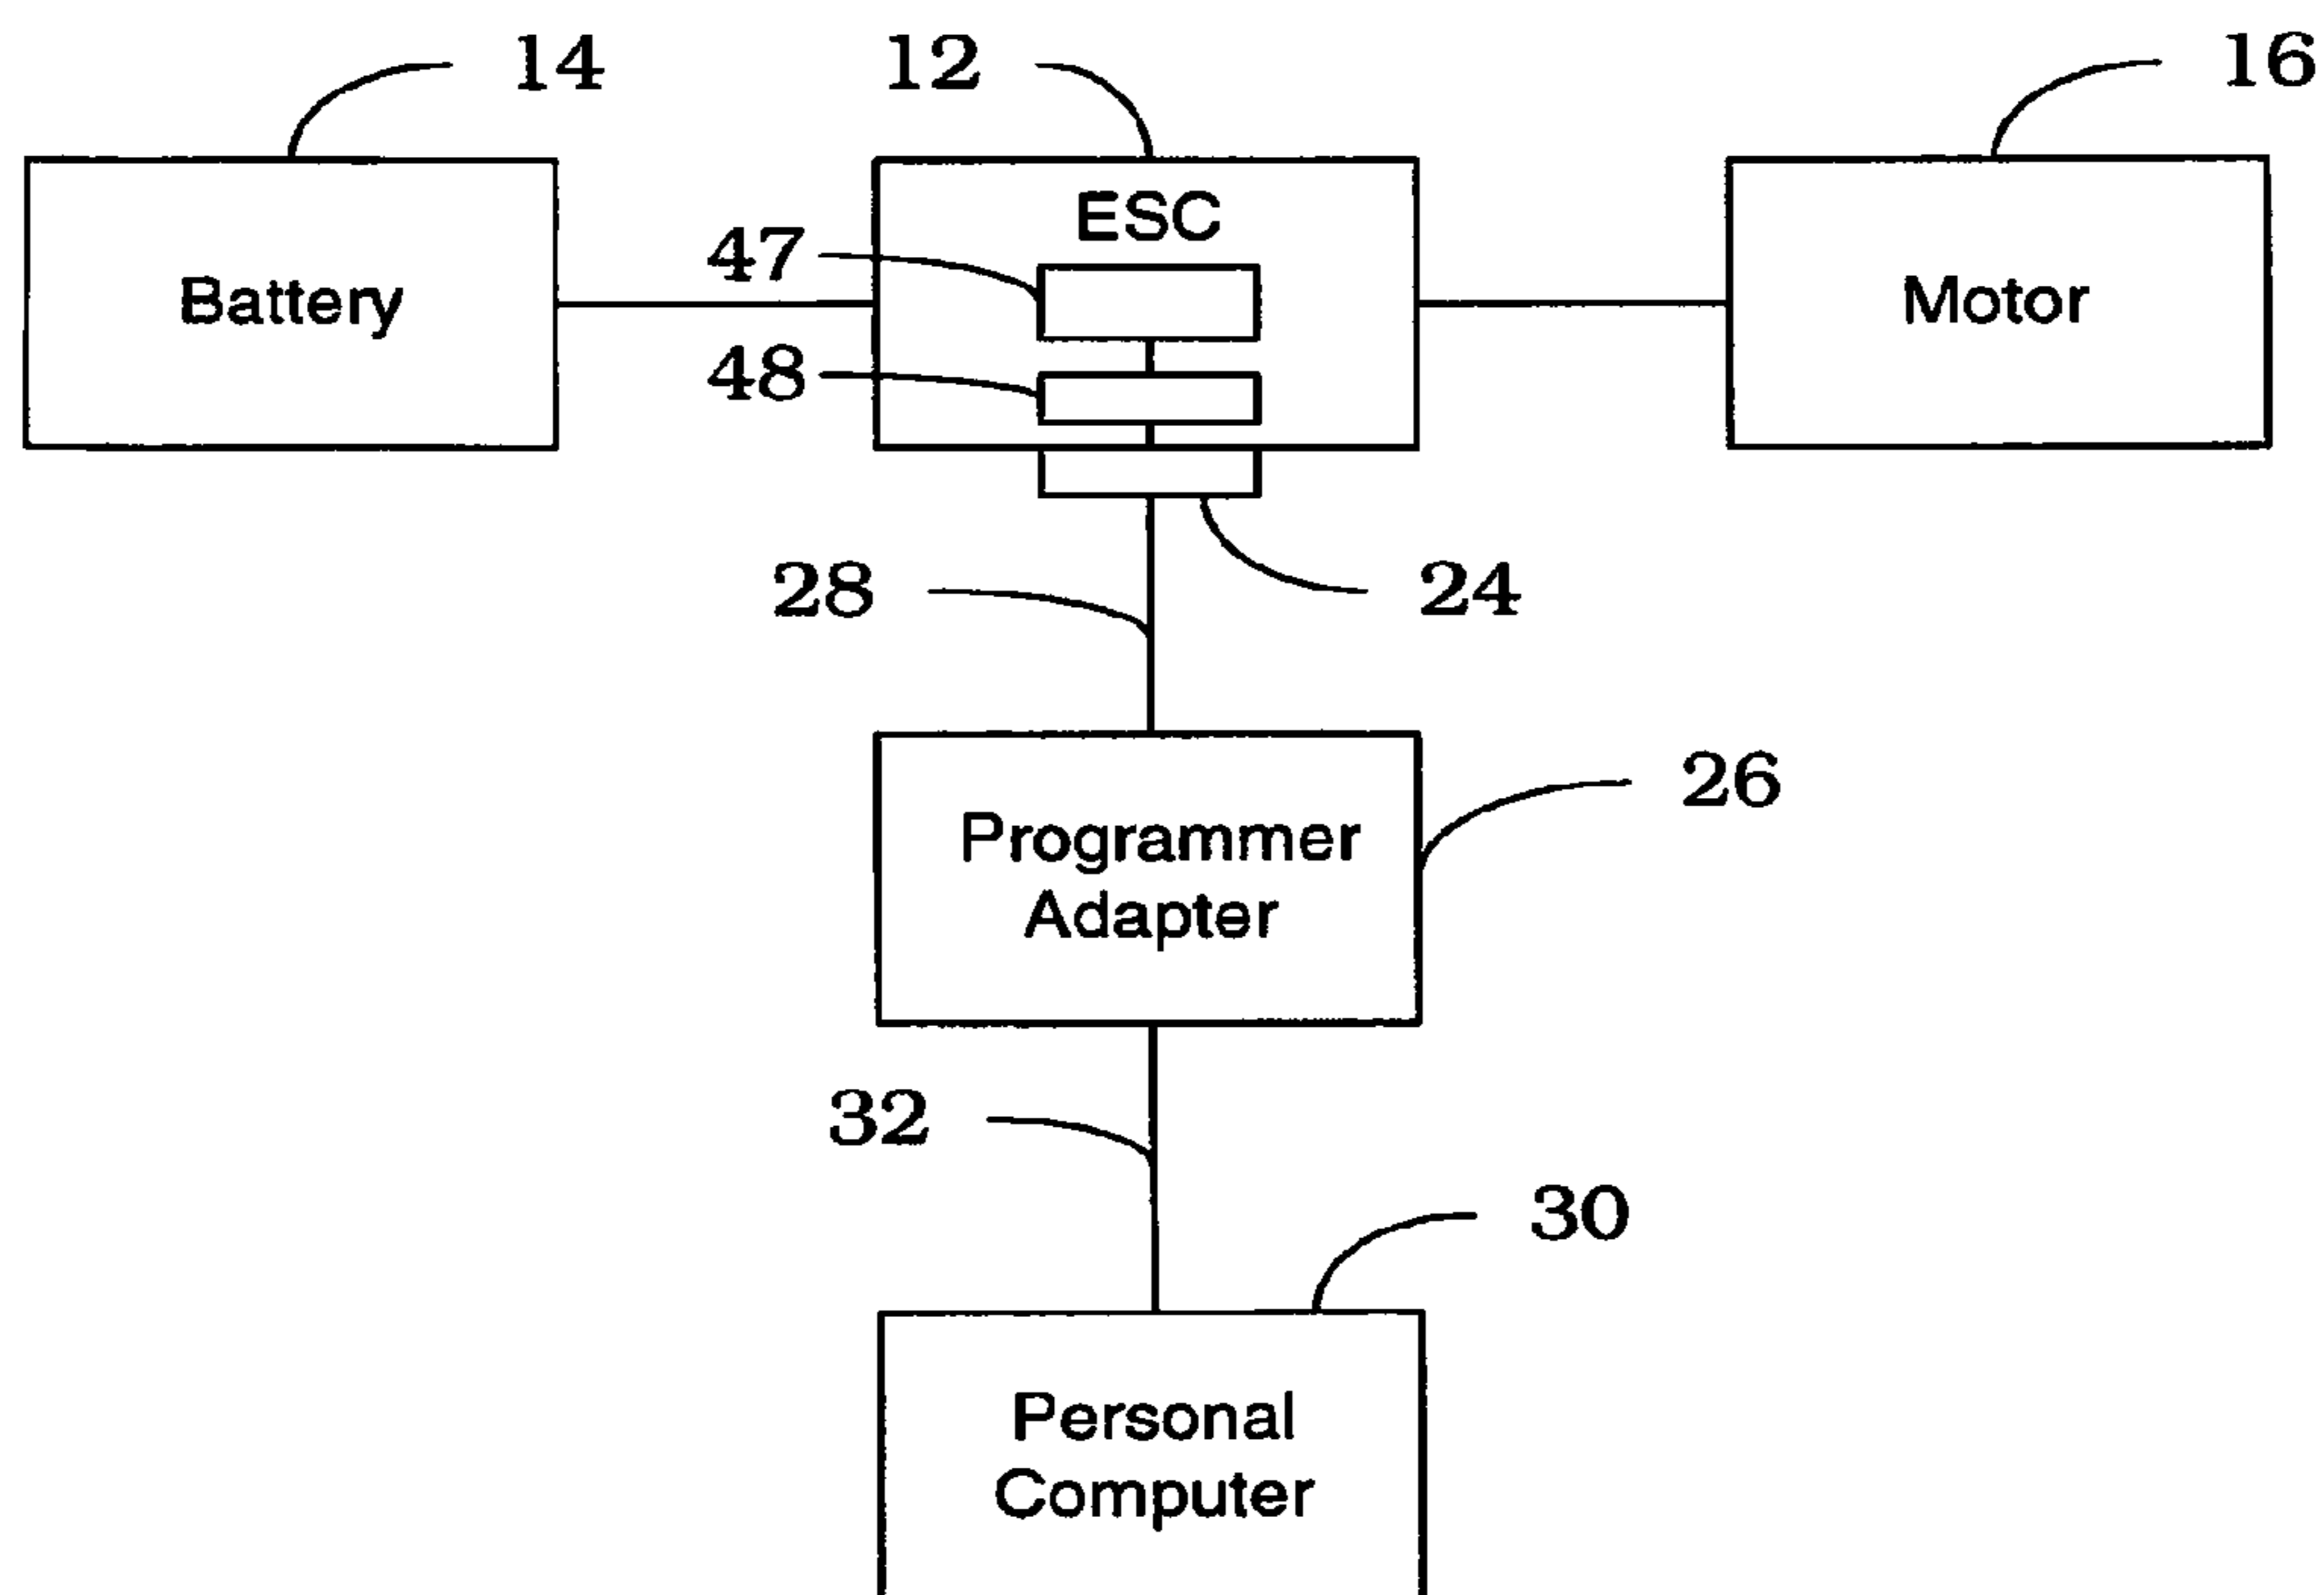 14
12
16
ESC
47
Battery
Motor
48
28
24
26
Programmer
Adapter
32
30
Personal
Computer